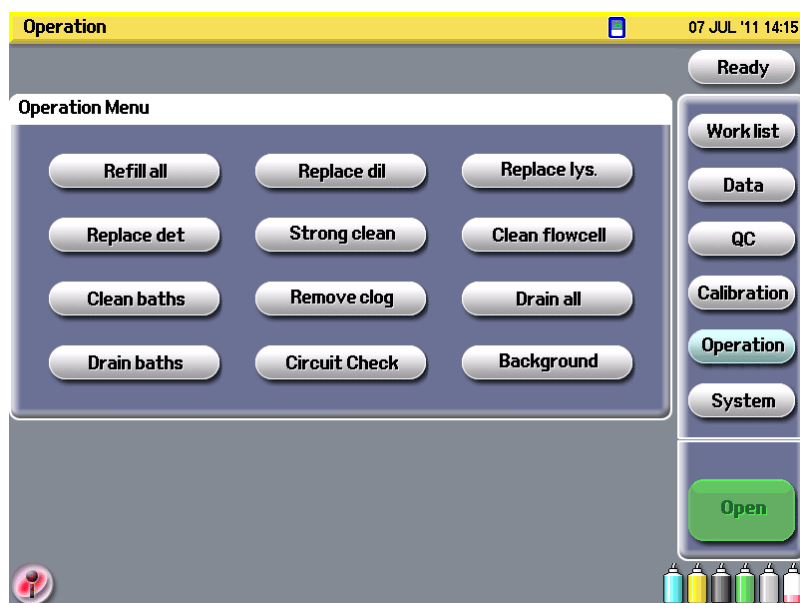 Operation
07 JUL '11 14:15
Ready
Operation Menu
Work list
Refill all
Replace dil
Replace lys.
Data
Replace det
Strong clean
Clean flowcell
QC
Clean baths
Remove clog
Drain all
Calibration
Drain baths
Circuit Check
Background
Operation
System
Open